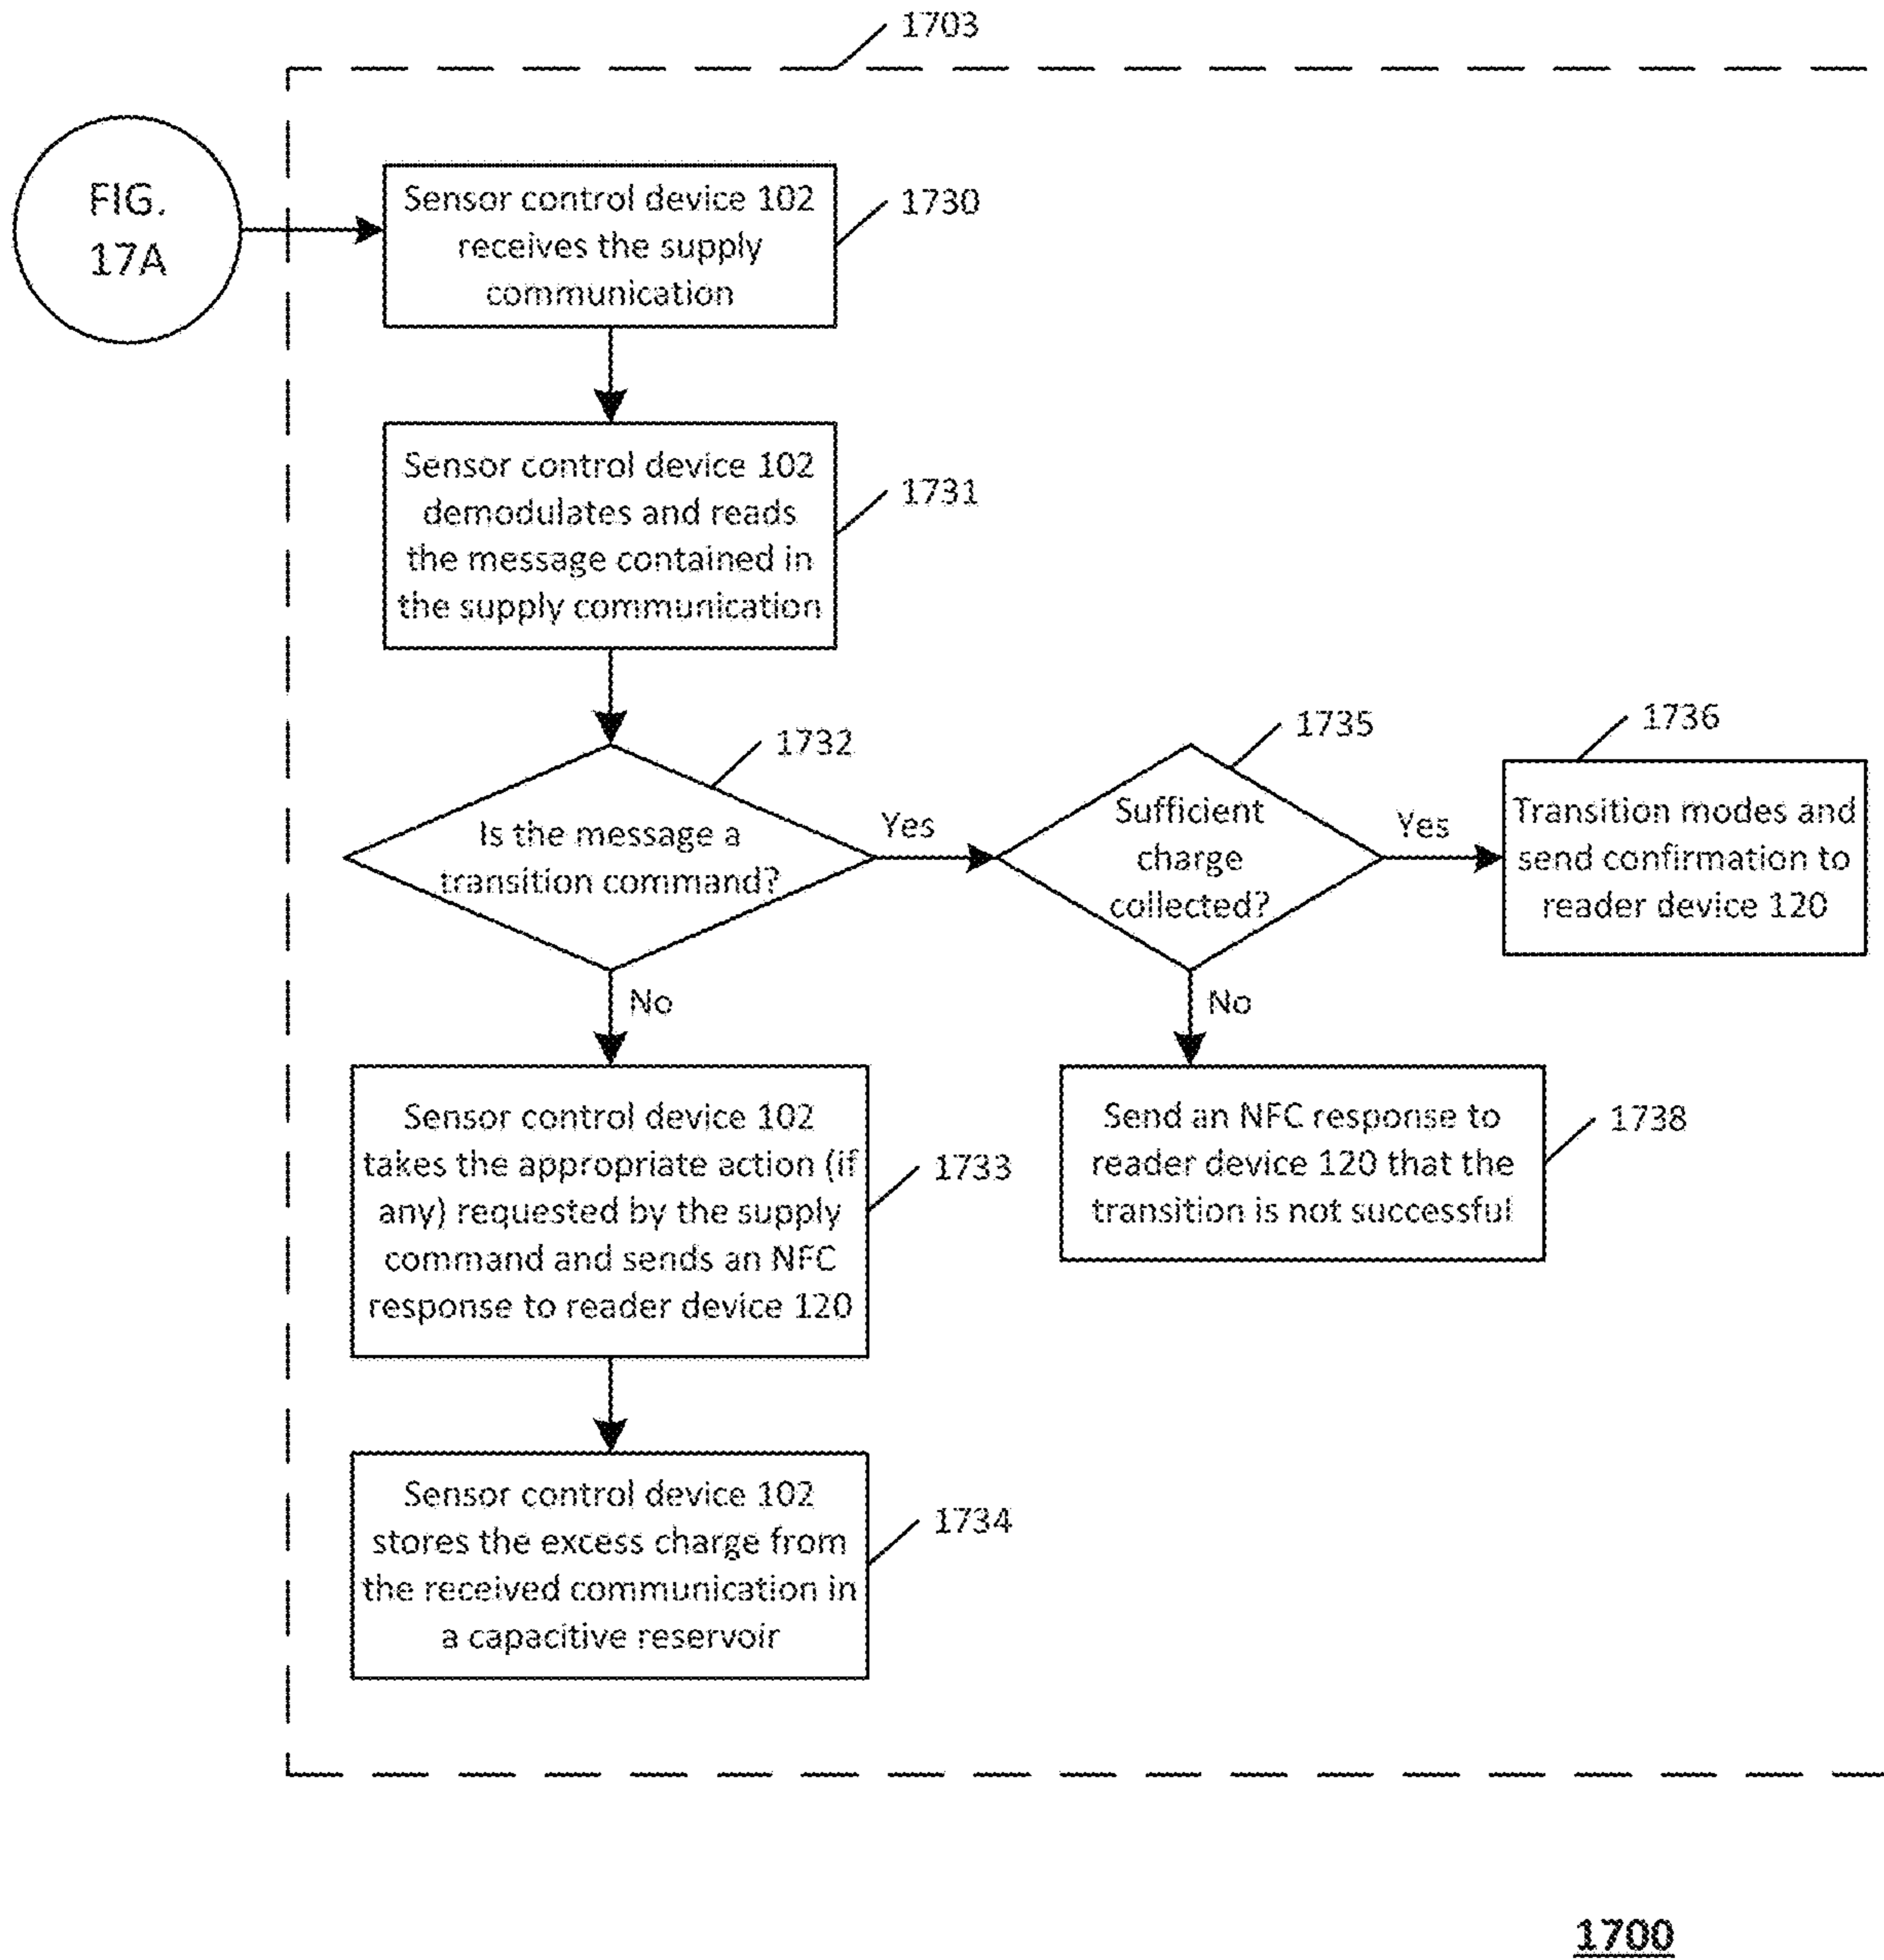 1703
FIG.
17A
Sensor control device 102
receives the supply
communication
1730
Sensor control device 102
demodulates and reads
the message contained in
the supply communication
1731
Is the message a
transition command?
1732
Yes
Sufficient
charge
collected?
1735
Yes
Transition modes and
send confirmation to
reader device 120
1736
No
No
Sensor control device 102
takes the appropriate action (if
any) requested by the supply
command and sends an NFC
response to reader device 120
1733
Send an NFC response to
reader device 120 that the
transition is not successful
1738
Sensor control device 102
stores the excess charge from
the received communication in
a capacitive reservoir
1734
1700